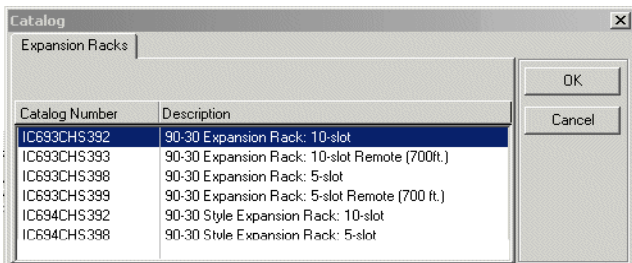 Catalog
Expansion Racks
OK
Cancel
Catalog Number Description
IC693CHS392 90-30 Expansion Rack: 10-slot
IC693CHS393 90-30 Expansion Rack: 10-slot Remote (700ft.)
IC693CHS398 90-30 Expansion Rack: 5-slot
IC693CHS399 90-30 Expansion Rack: 5-slot Remote (700 ft.)
IC694CHS392 90-30 Style Expansion Rack: 10-slot
IC694CHS398 90-30 Style Expansion Rack: 5-slot